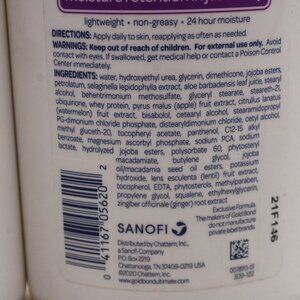 lightweight • non-greasy • 24 hour moisture
DIRECTIONS: Apply daily to skin, reapplying as often as needed.
WARNINGS: Keep out of reach of children. For external use only. Avoid
contact with eyes. If swallowed, get medical help or contact a Poison Control
Center immediately.
INGREDIENTS: water, hydroxyethyl urea, glycerin, dimethicone, jojoba esters,
petrolatum, selaginella lepidophylla extract, aloe barbadensis leaf juice, stearyl
alcohol, behentrimonium methosulfate, glyceryl stearate, steareth-21,
ubiquinone, whey protein, pyrus malus (apple) fruit extract, citrullus lanatus
(watermelon) fruit extract, bisabolol, cetearyl alcohol, stearamidopropyl
PG-dimonium chloride phosphate, distearyldimonium chloride, cetyl alcohol,
methyl gluceth-20, tocopheryl acetate, panthenol, C12-15 alkyl
benzoate, magnesium ascorbyl phosphate, sodium PCA, sodium
lactate, hydrolyzed jojoba esters, polysorbate 60, phytosteryl
macadamiate, butylene glycol, jojoba
oil/macadamia seed oil esters, potassium
hydroxide, lens esculenta (lentil) fruit extract,
tocopherol, EDTA, phytosterols, methylparaben,
propylene glycol, squalene, ethylhexylglycerin,
zingiber officinale (ginger) root extract
0
41167 05620
2
21F146
SANOFI
Distributed by Chattem, Inc.,
a Sanofi Company
P.O. Box 2219
Chattanooga, TN 37409-0219 USA
©2020 Chattem, Inc.
www.goldbondultimate.com
Exclusive Formula
The makers of Gold Bond
do not make store brands.